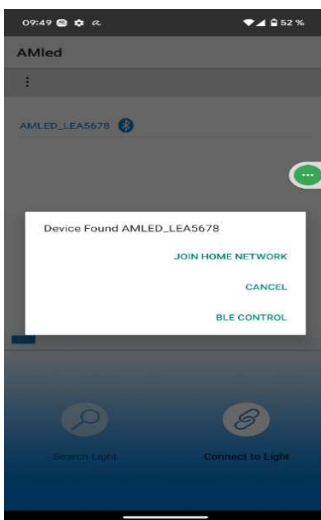 09:49 52 %
AMled
AMLED_LEA5678
Device Found AMLED_LEA5678
JOIN HOME NETWORK
CANCEL
BLE CONTROL
Search Light
Connect to Light